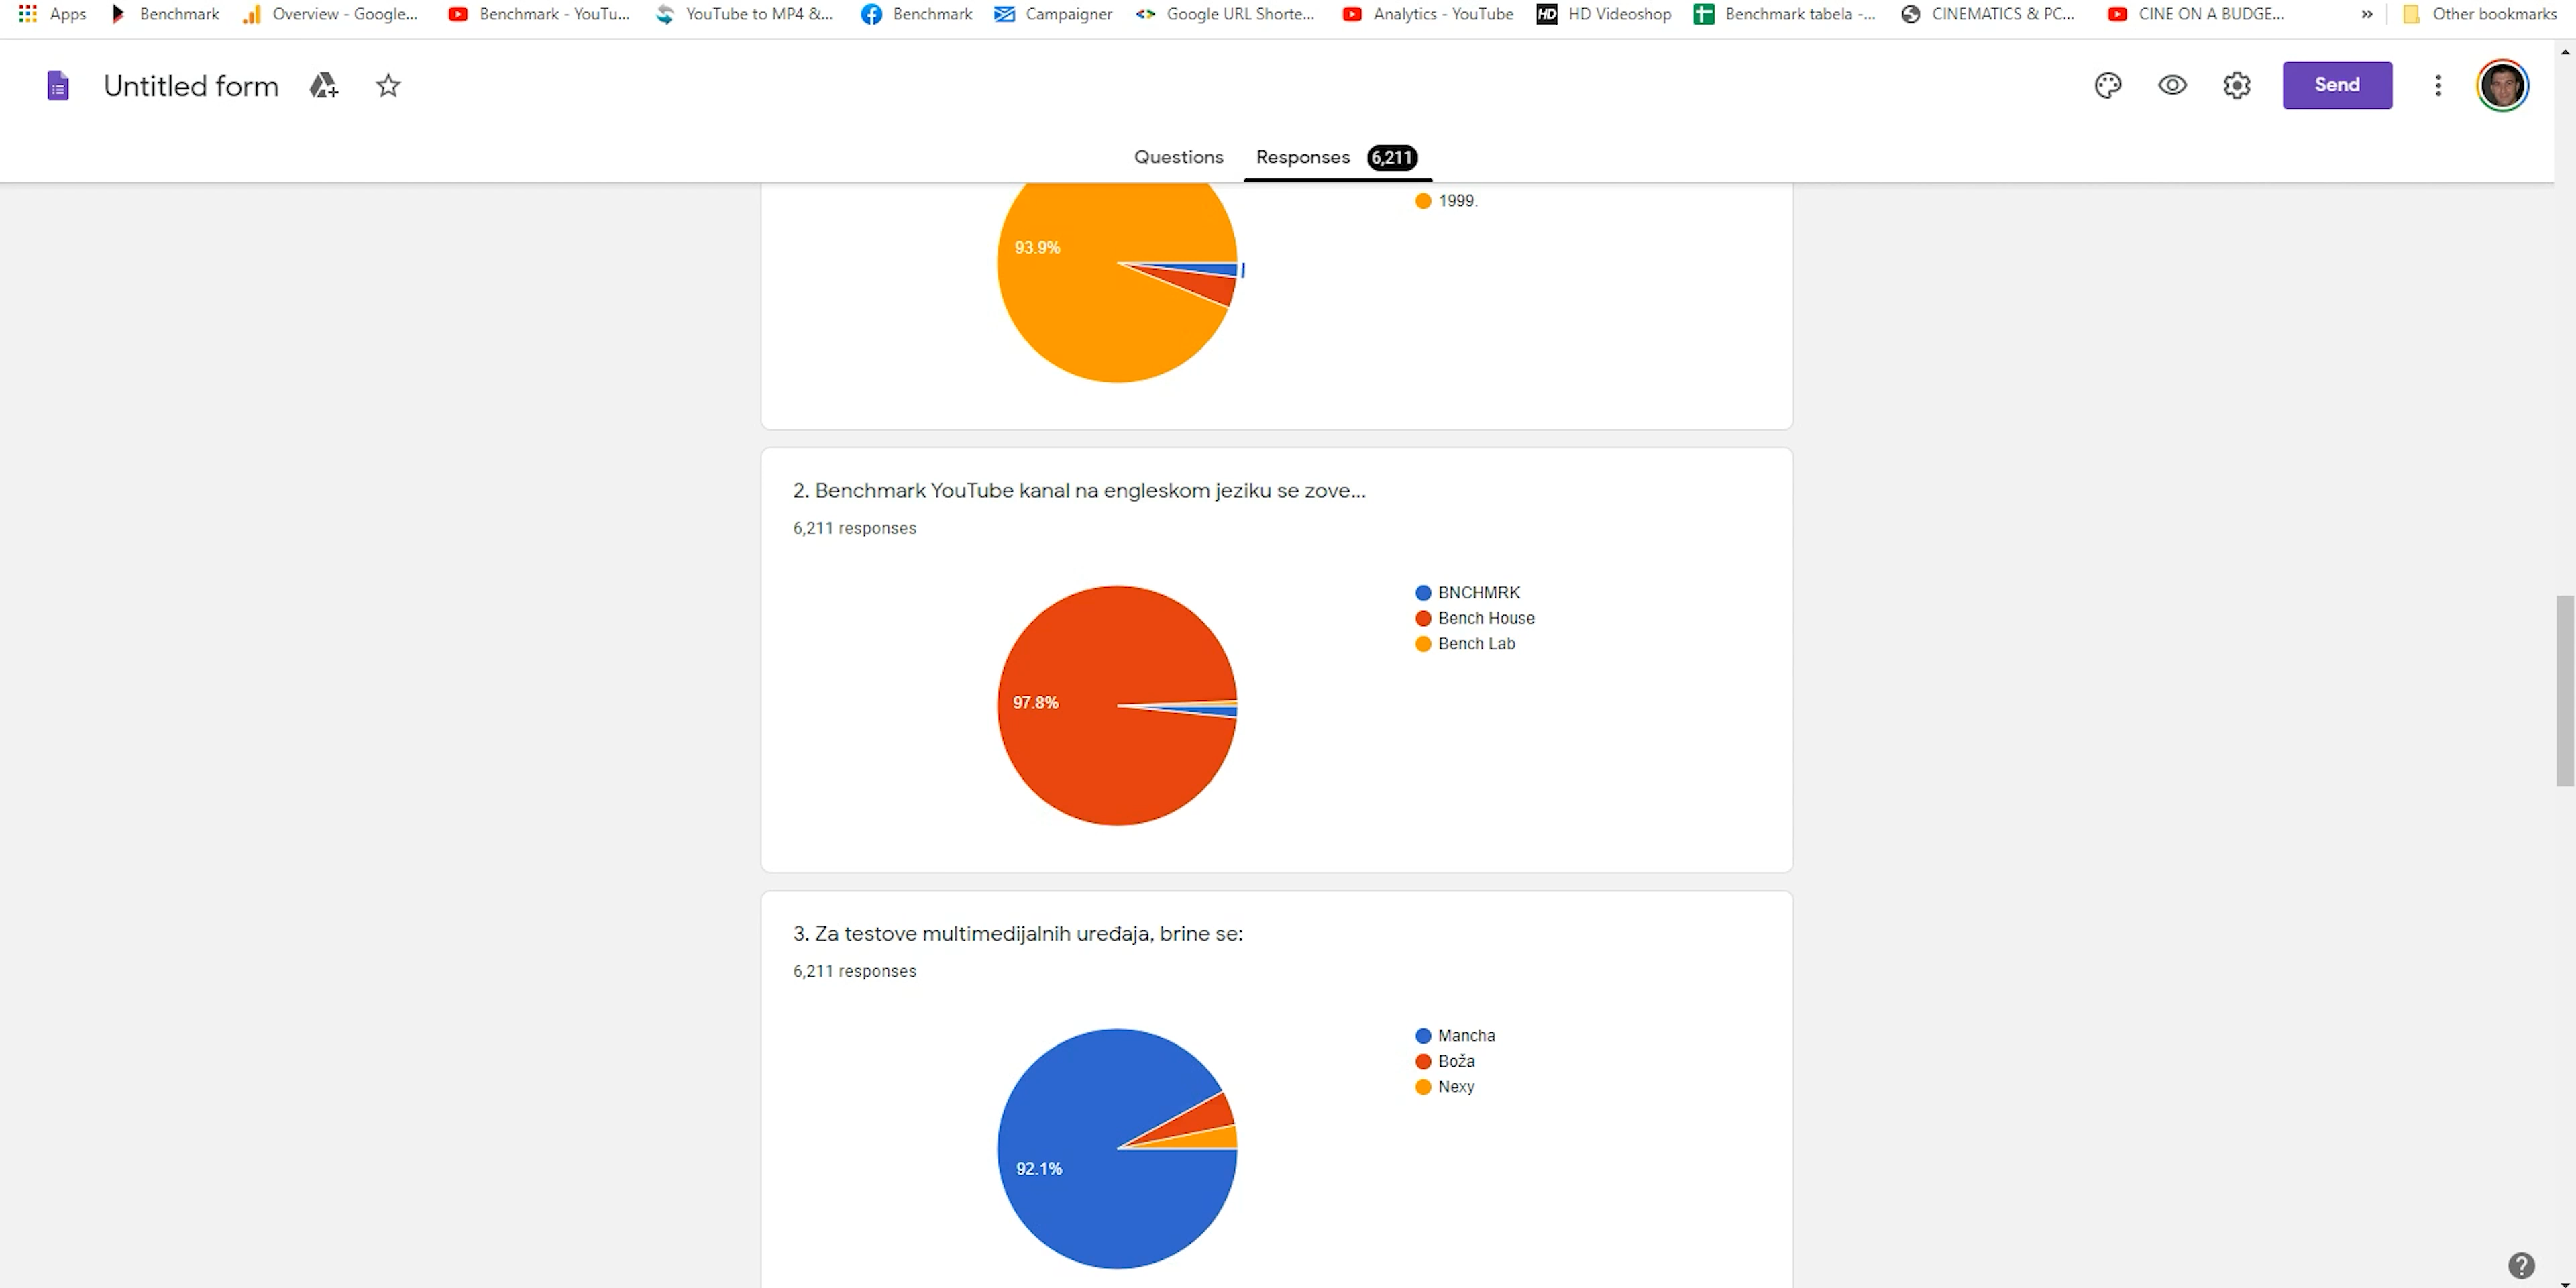 Apps Benchmark Overview - Google... Benchmark - YouTu... YouTube to MP4 &... Benchmark Campaigner Google URL Shorte... Analytics - YouTube HD HD Videoshop Benchmark tabela -... CINEMATICS & PC... CINE ON A BUDGE... » Other bookmarks
Untitled form Send
Questions Responses 6,211
1999.
93.9%
2. Benchmark YouTube kanal na engleskom jeziku se zove...
6,211 responses
BNCHMRK
Bench House
Bench Lab
97.8%
3. Za testove multimedijalnih uređaja, brine se:
6,211 responses
Mancha
Boža
Nexy
92.1%